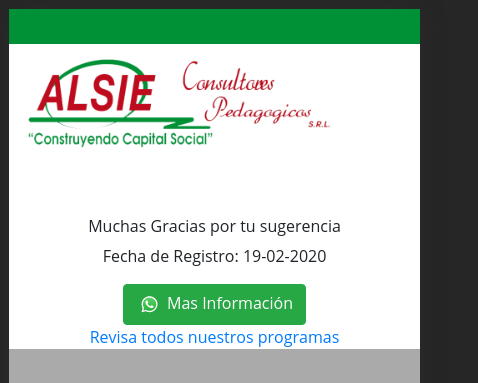 ALSIE Consultores
Pedagogicos
S.R.L.
"Construyendo Capital Social"
Muchas Gracias por tu sugerencia
Fecha de Registro: 19-02-2020
Mas Información
Revisa todos nuestros programas